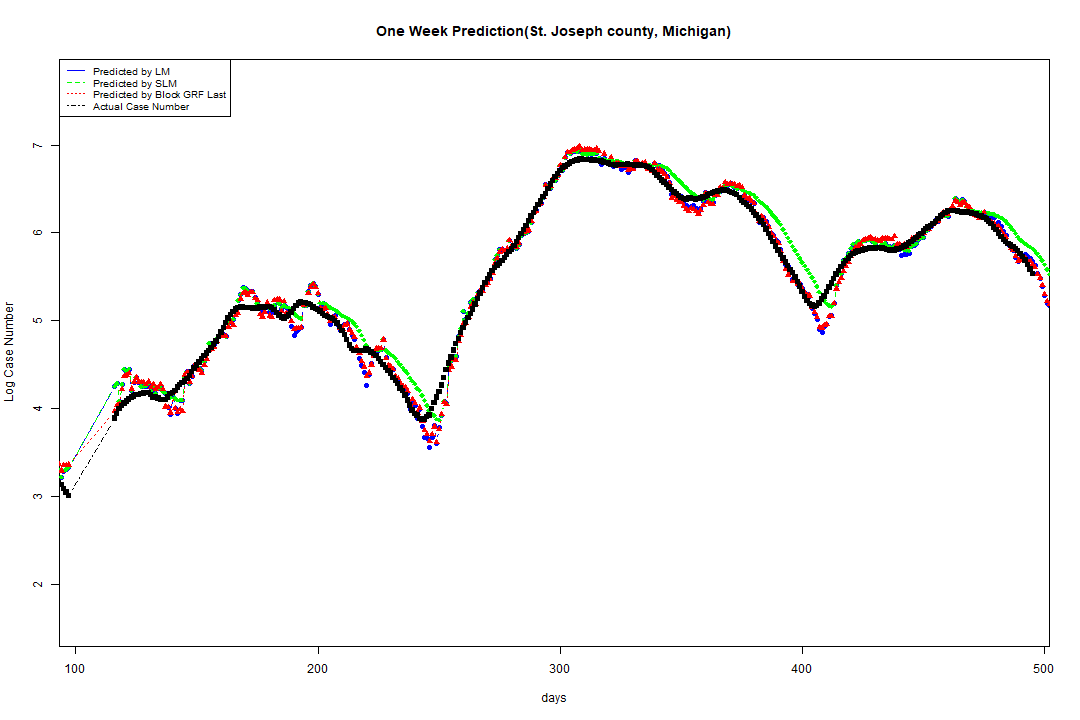 One Week Prediction(St. Joseph county, Michigan)
Predicted by LM
Predicted by SLM
Predicted by Block GRF Last
Actual Case Number
7
6
5
4
3
2
Log Case Number
100 200 300 400 500
days